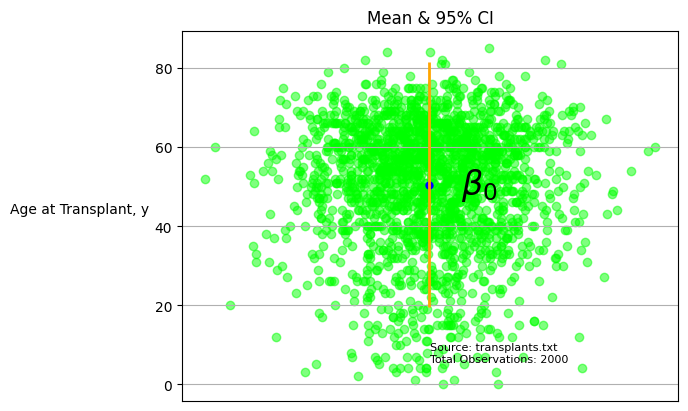 Mean & 95% CI
80
60
β₀
Age at Transplant, y
40
20
Source: transplants.txt
Total Observations: 2000
0